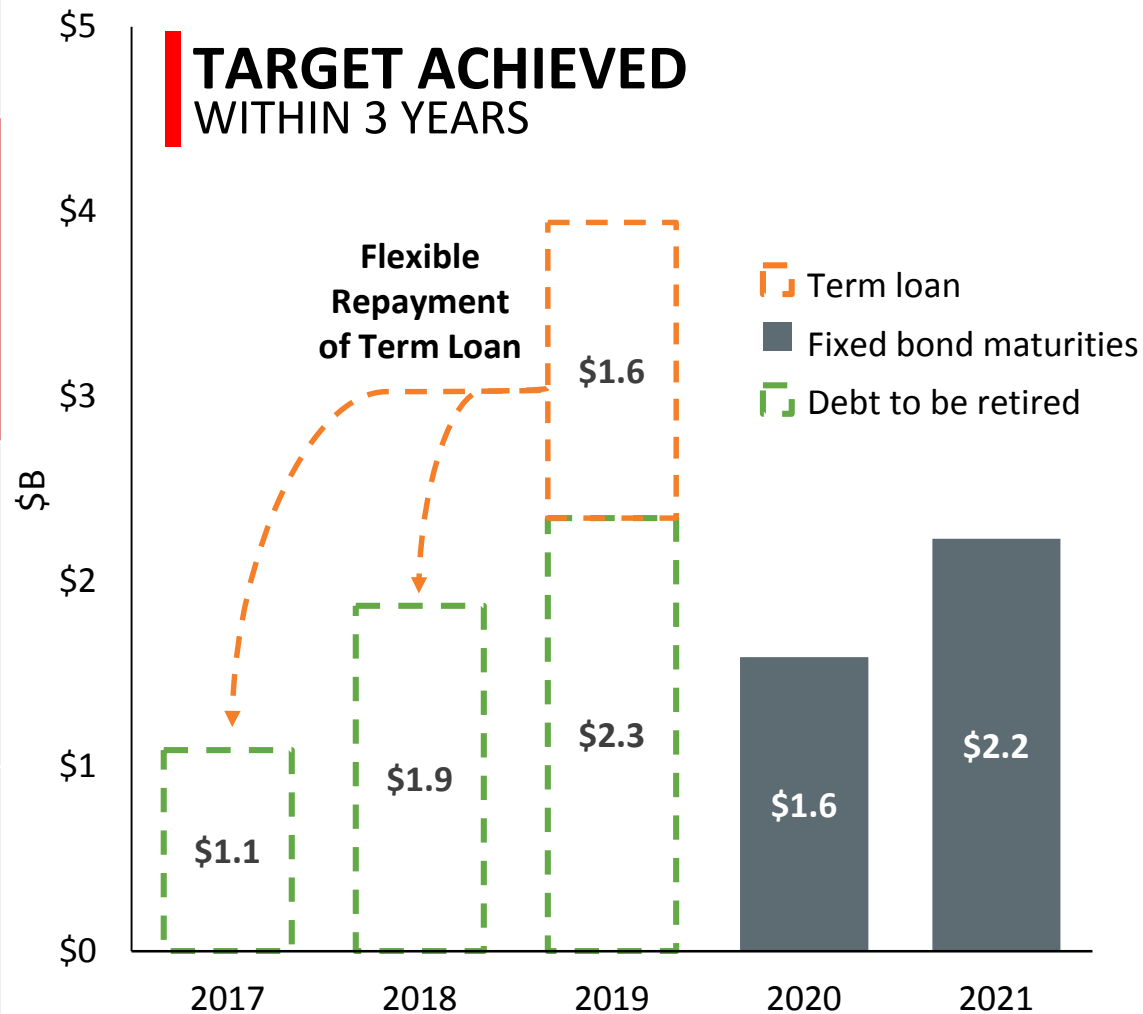 TARGET ACHIEVED
WITHIN 3 YEARS
$5
$4
$3
$2
$1
$0
$B
Flexible
Repayment
of Term Loan
Term loan
Fixed bond maturities
Debt to be retired
$1.1
$1.9
$1.6
$2.3
$1.6
$2.2
2017
2018
2019
2020
2021